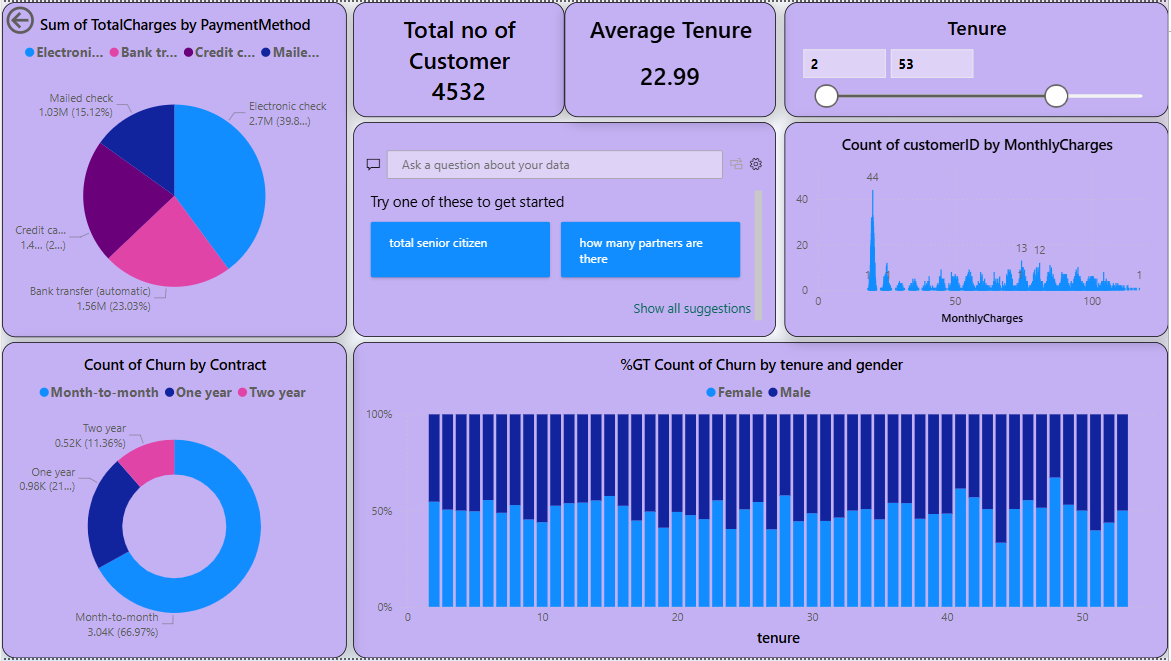 Sum of TotalCharges by PaymentMethod
Electroni... Bank tr... Credit c... Maile...
Mailed check
1.03M (15.12%)
Electronic check
2.7M (39.8...)
Credit ca...
1.4... (2...)
Bank transfer (automatic)
1.56M (23.03%)
Total no of
Customer
4532
Average Tenure
22.99
Tenure
2 53
Ask a question about your data
Try one of these to get started
total senior citizen
how many partners are
there
Show all suggestions
Count of customerID by MonthlyCharges
44
40
20
13 12
1
0
0 50 100
MonthlyCharges
Count of Churn by Contract
Month-to-month One year Two year
Two year
0.52K (11.36%)
One year
0.98K (21...)
Month-to-month
3.04K (66.97%)
%GT Count of Churn by tenure and gender
Female Male
100%
50%
0%
0 10 20 30 40 50
tenure